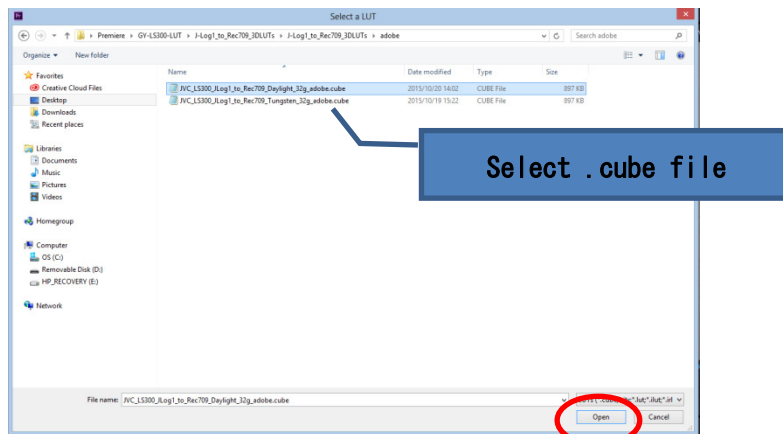 Pr Select a LUT
Premiere ▸ GY-LS300-LUT ▸ J-Log1_to_Rec709_3DLUTs ▸ J-Log1_to_Rec709_3DLUTs ▸ adobe
Search adobe
Organize New folder
Name Date modified Type Size
Favorites
Creative Cloud Files
Desktop
Downloads
Recent places
JVC_LS300_JLog1_to_Rec709_Daylight_32g_adobe.cube 2015/10/20 14:02 CUBE File 897 KB
JVC_LS300_JLog1_to_Rec709_Tungsten_32g_adobe.cube 2015/10/19 15:22 CUBE File 897 KB
Select .cube file
Libraries
Documents
Music
Pictures
Videos
Homegroup
Computer
OS (C:)
Removable Disk (D:)
HP_RECOVERY (E:)
Network
File name: JVC_LS300_JLog1_to_Rec709_Daylight_32g_adobe.cube
Open Cancel